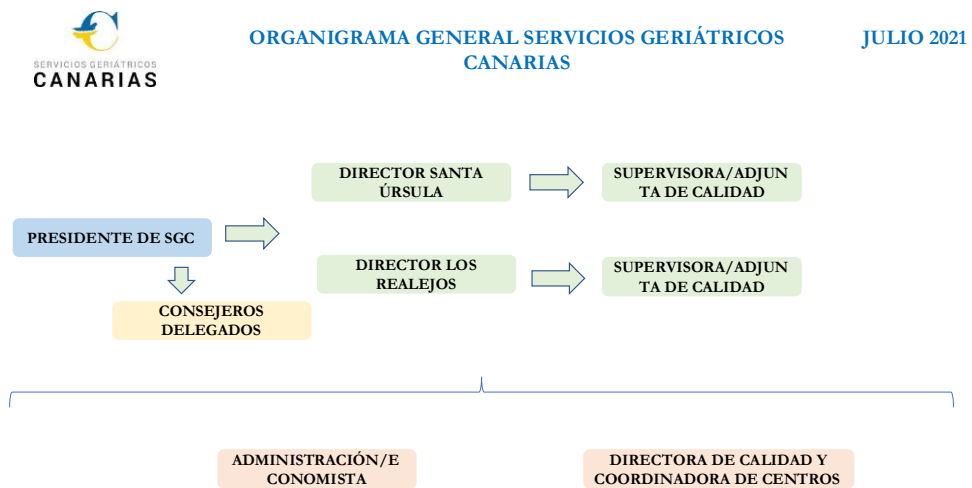 SERVICIOS GERIÁTRICOS
CANARIAS
ORGANIGRAMA GENERAL SERVICIOS GERIÁTRICOS
CANARIAS
JULIO 2021
DIRECTOR SANTA
ÚRSULA
SUPERVISORA/ADJUN
TA DE CALIDAD
PRESIDENTE DE SGC
DIRECTOR LOS
REALEJOS
SUPERVISORA/ADJUN
TA DE CALIDAD
CONSEJEROS
DELEGADOS
ADMINISTRACIÓN/E
CONOMISTA
DIRECTORA DE CALIDAD Y
COORDINADORA DE CENTROS